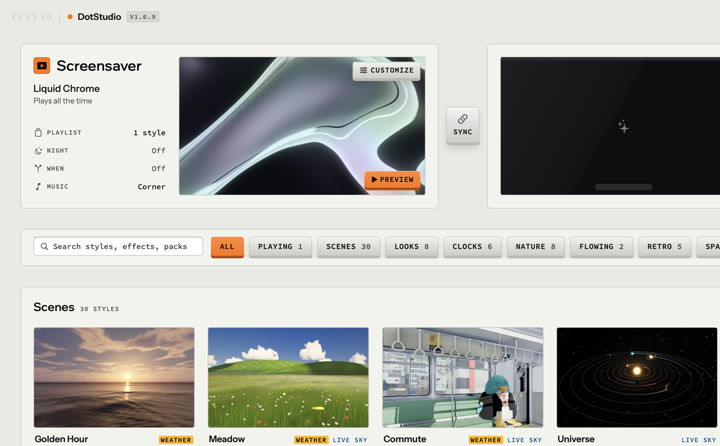 DotStudio V1.6.9
Screensaver
Liquid Chrome
Plays all the time
PLAYLIST 1 style
NIGHT Off
WHEN Off
MUSIC Corner
CUSTOMIZE
PREVIEW
SYNC
Search styles, effects, packs
ALL
PLAYING 1
SCENES 30
LOOKS 8
CLOCKS 6
NATURE 8
FLOWING 2
RETRO 5
SPA
Scenes 30 STYLES
Golden Hour WEATHER
Meadow WEATHER LIVE SKY
Commute WEATHER LIVE SKY
Universe LIVE SKY